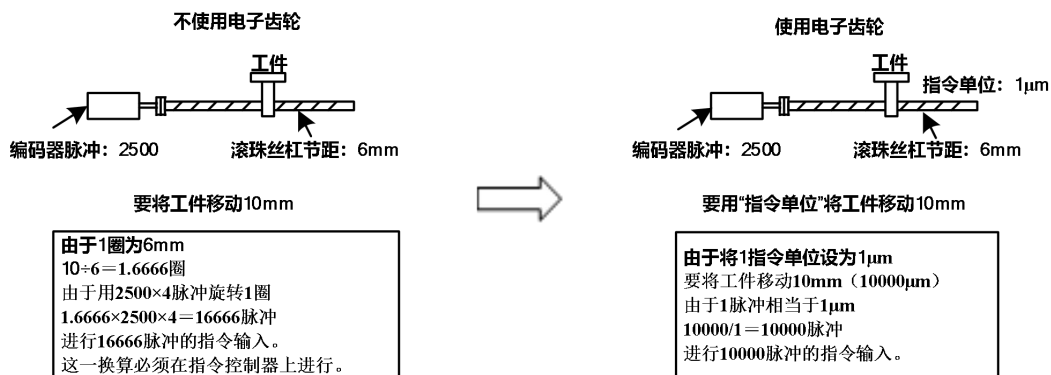 不使用电子齿轮
工件
编码器脉冲：2500
滚珠丝杠节距：6mm
要将工件移动10mm
由于1圈为6mm
10÷6＝1.6666圈
由于用2500×4脉冲旋转1圈
1.6666×2500×4＝16666脉冲
进行16666脉冲的指令输入。
这一换算必须在指令控制器上进行。
使用电子齿轮
工件
指令单位：1μm
编码器脉冲：2500
滚珠丝杠节距：6mm
要用“指令单位”将工件移动10mm
由于将1指令单位设为1μm
要将工件移动10mm（10000μm）
由于1脉冲相当于1μm
10000/1＝10000脉冲
进行10000脉冲的指令输入。